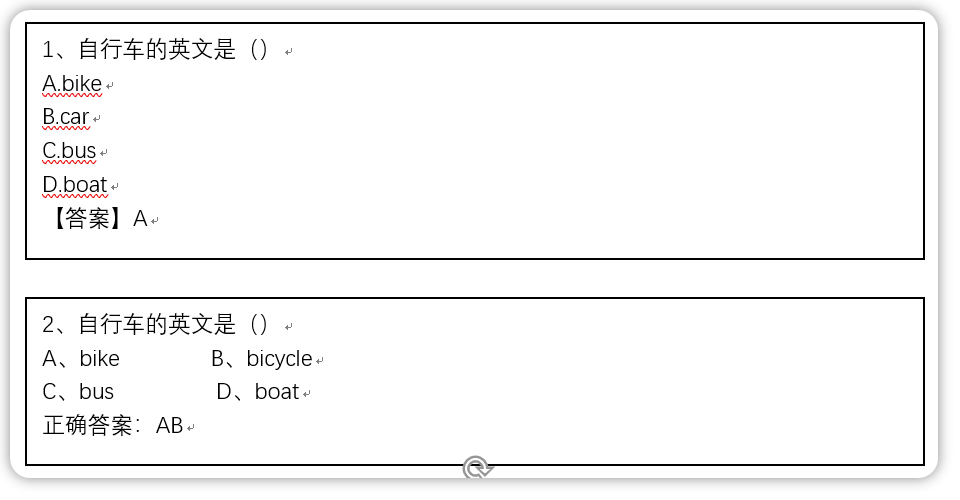 1、自行车的英文是（）
A.bike
B.car
C.bus
D.boat
【答案】A
2、自行车的英文是（）
A、bike B、bicycle
C、bus D、boat
正确答案：AB